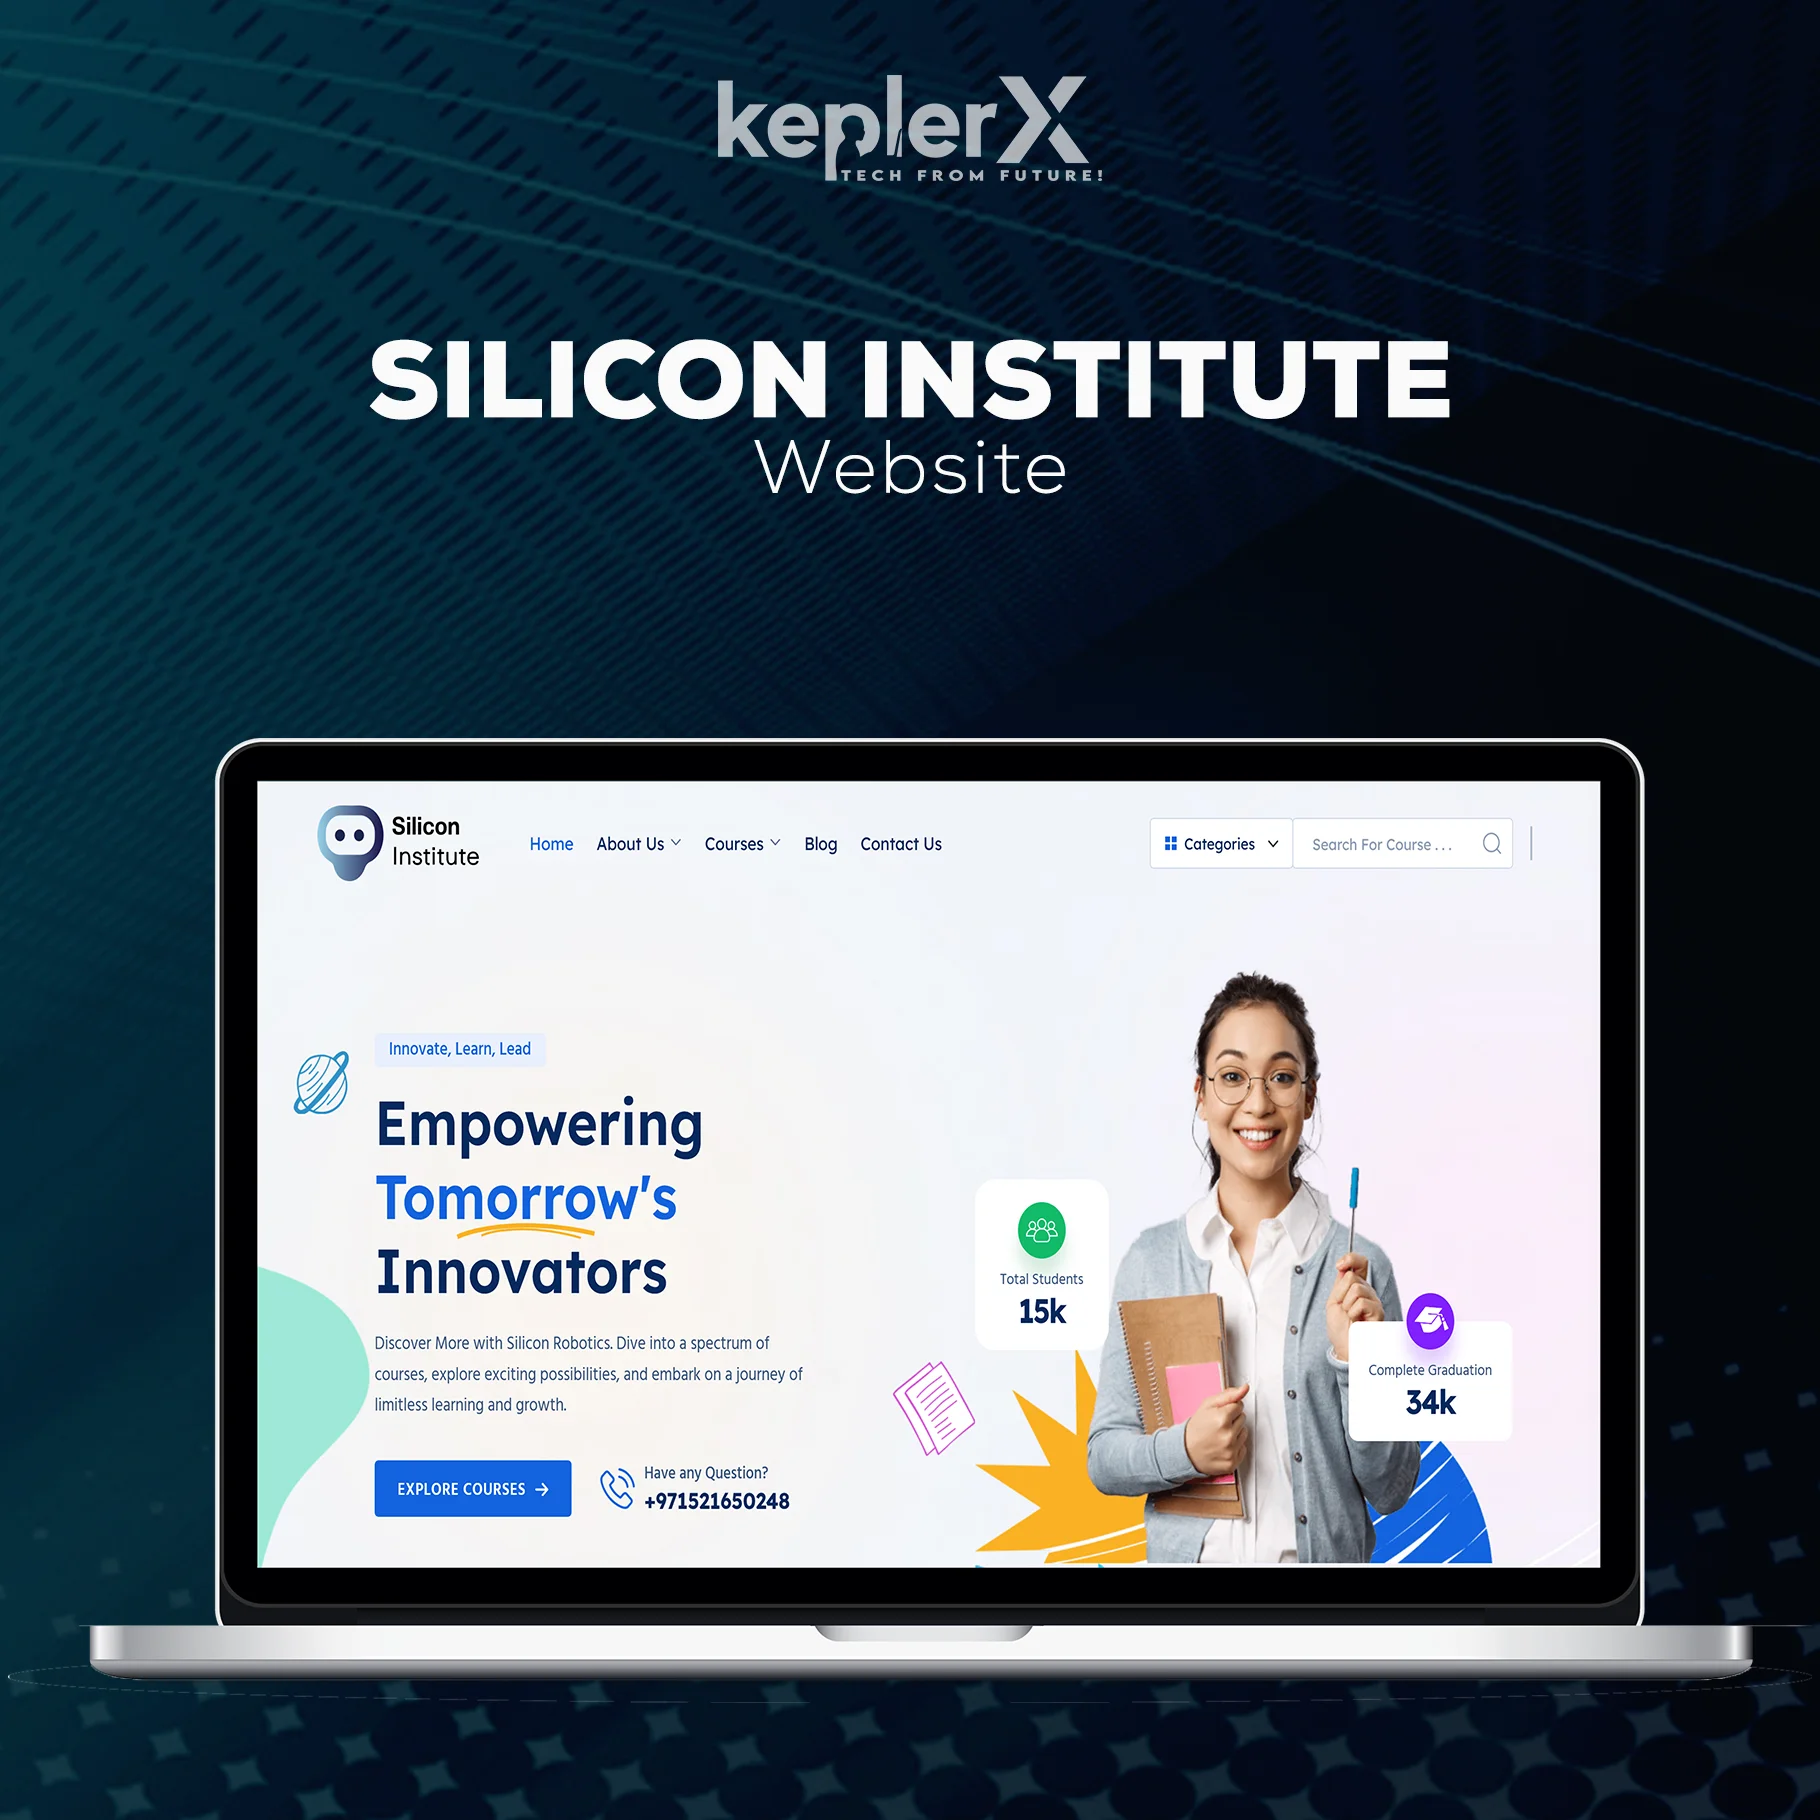 keplerX
TECH FROM FUTURE!
SILICON INSTITUTE
Website
Silicon
Institute
Home About Us Courses Blog Contact Us
Categories Search For Course . . .
Innovate, Learn, Lead
Empowering
Tomorrow's
Innovators
Discover More with Silicon Robotics. Dive into a spectrum of
courses, explore exciting possibilities, and embark on a journey of
limitless learning and growth.
EXPLORE COURSES →
Have any Question?
+971521650248
Total Students
15k
Complete Graduation
34k